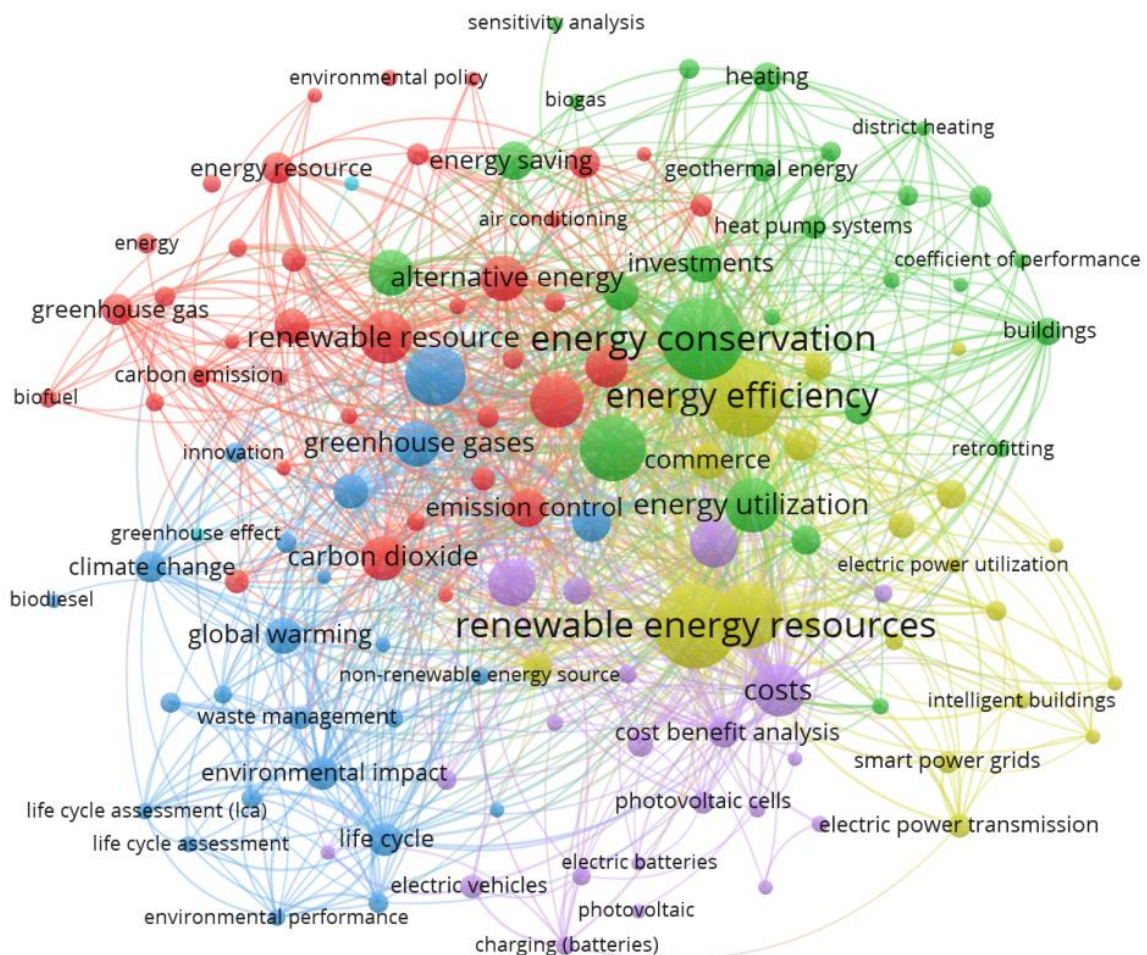 sensitivity analysis
environmental policy
heating
biogas
district heating
energy resource
energy saving
geothermal energy
air conditioning
heat pump systems
energy
alternative energy
investments
coefficient of performance
greenhouse gas
renewable resource
energy conservation
buildings
carbon emission
biofuel
energy efficiency
innovation
greenhouse gases
commerce
retrofitting
emission control
energy utilization
greenhouse effect
climate change
carbon dioxide
electric power utilization
biodiesel
global warming
renewable energy resources
non-renewable energy source
costs
intelligent buildings
waste management
cost benefit analysis
smart power grids
environmental impact
life cycle assessment (lca)
photovoltaic cells
electric power transmission
life cycle assessment
life cycle
electric batteries
electric vehicles
environmental performance
photovoltaic
charging (batteries)